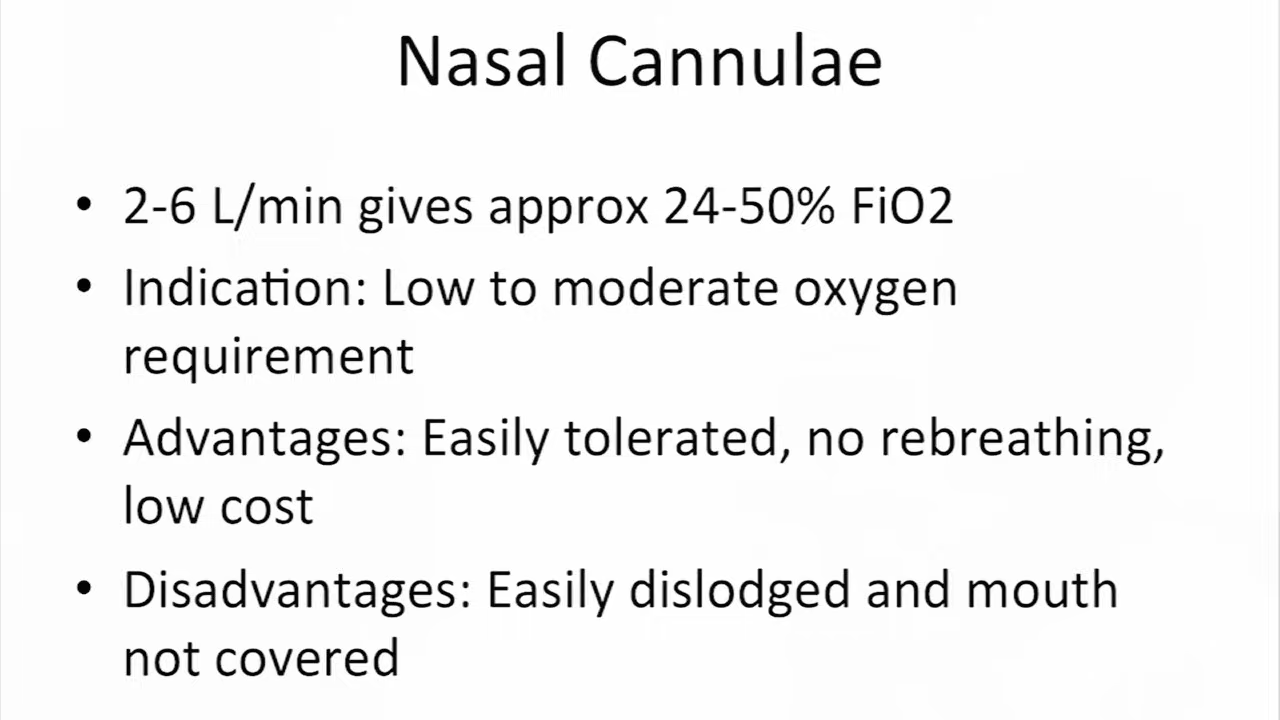 Nasal Cannulae
• 2-6 L/min gives approx 24-50% FiO2
• Indication: Low to moderate oxygen
requirement
• Advantages: Easily tolerated, no rebreathing,
low cost
• Disadvantages: Easily dislodged and mouth
not covered